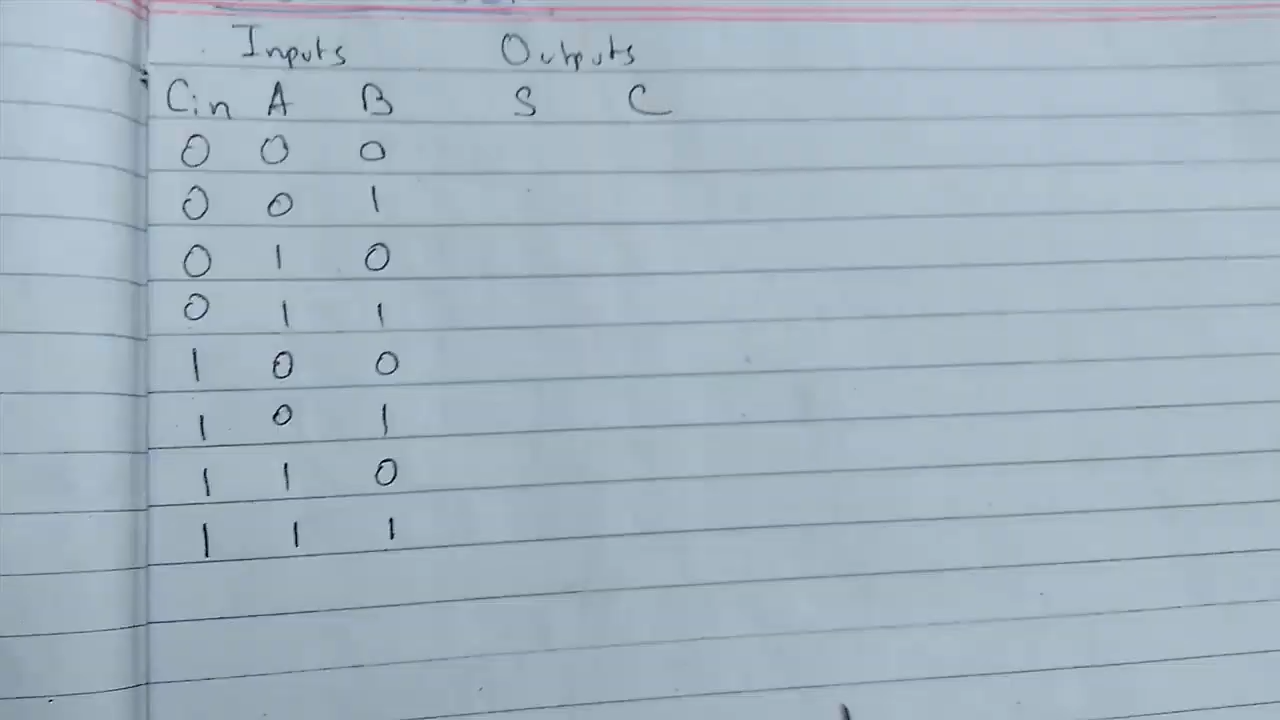 Inputs Outputs
Cin A B S C
0 0 0
0 0 1
0 1 0
0 1 1
1 0 0
1 0 1
1 1 0
1 1 1